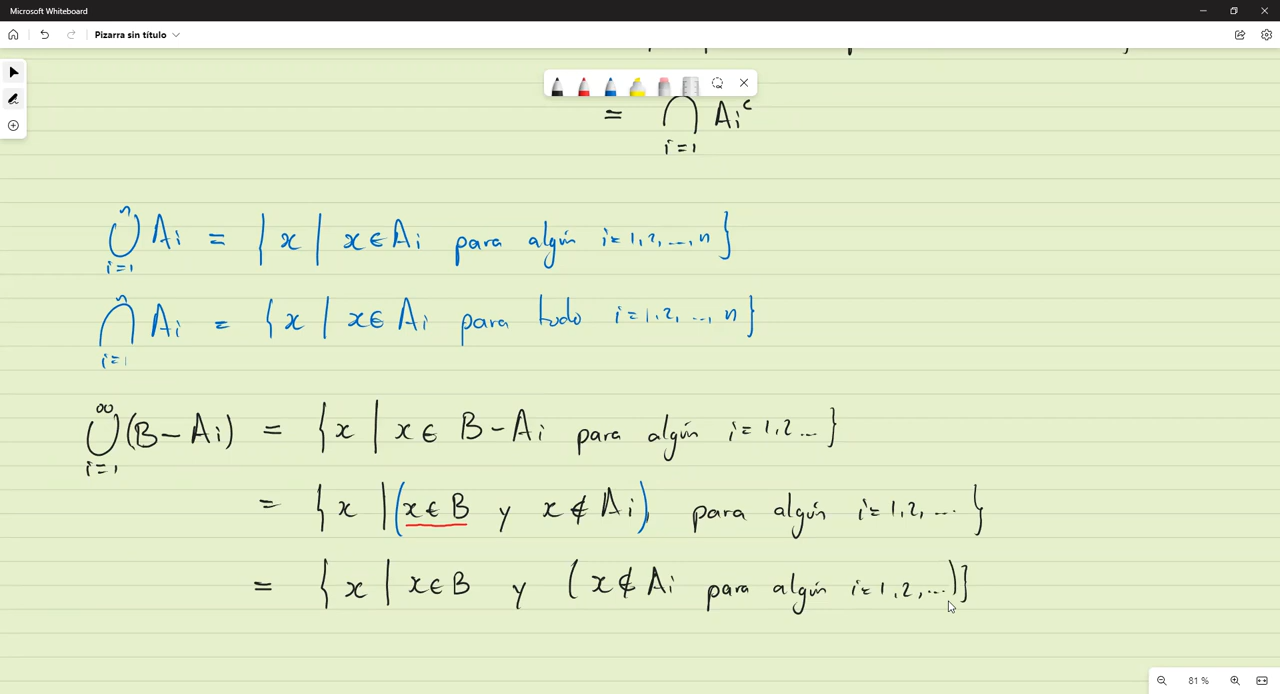 Microsoft Whiteboard
Pizarra sin título
= ⋂ Aiᶜ
i=1
n
⋃ Ai = { x | x ∈ Ai para algún i=1,2,...,n }
i=1
n
⋂ Ai = { x | x ∈ Ai para todo i=1,2,...,n }
i=1
∞
⋃ (B − Ai) = { x | x ∈ B − Ai para algún i=1,2... }
i=1
= { x | (x ∈ B y x ∉ Ai), para algún i=1,2,... }
= { x | x ∈ B y (x ∉ Ai para algún i=1,2,...) }
81 %